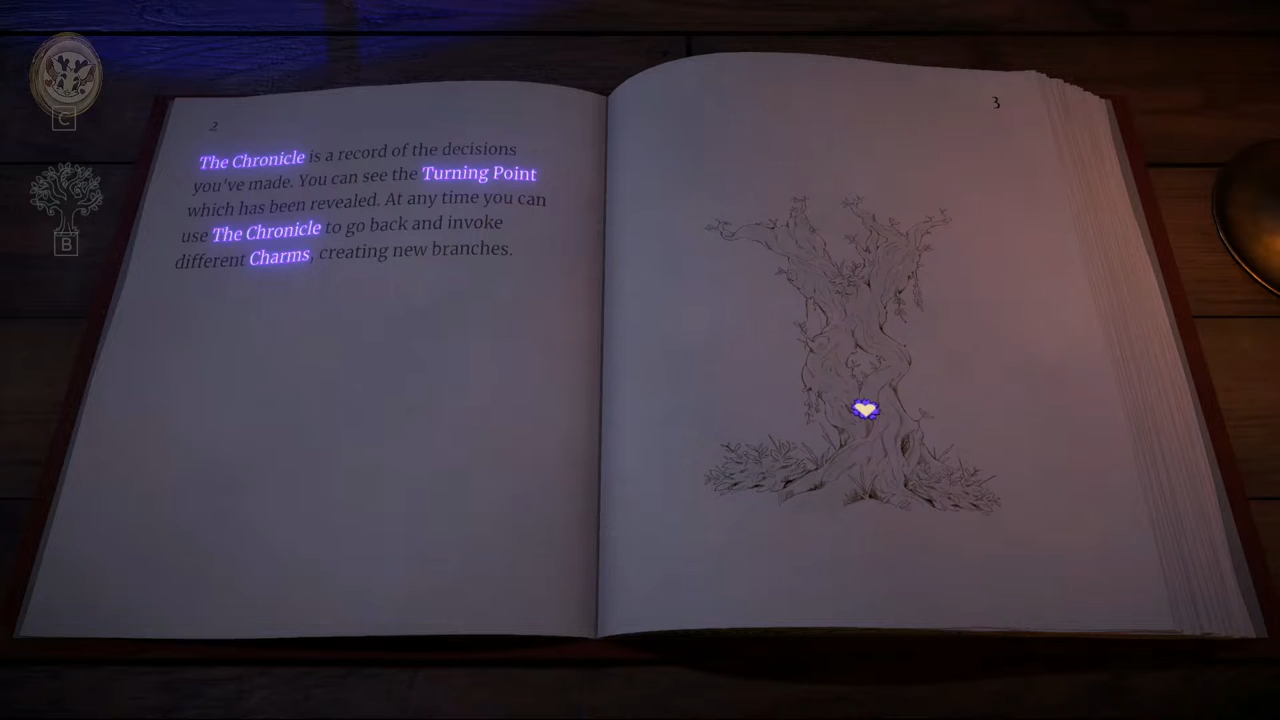 C
B
2
The Chronicle is a record of the decisions
you've made. You can see the Turning Point
which has been revealed. At any time you can
use The Chronicle to go back and invoke
different Charms, creating new branches.
3